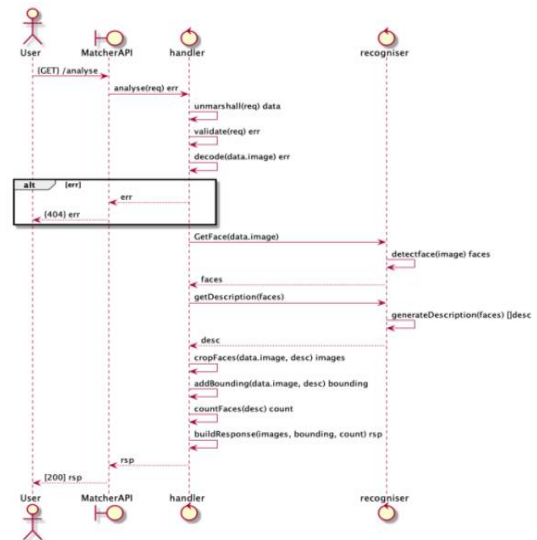 User MatcherAPI handler recogniser
{GET} /analyse
analyse(req) err
unmarshall(req) data
validate(req) err
decode(data.image) err
alt [err]
err
{404} err
GetFace(data.image)
detectface(image) faces
faces
getDescription(faces)
generateDescription(faces) []desc
desc
cropFaces(data.image, desc) images
addBounding(data.image, desc) bounding
countFaces(desc) count
buildResponse(images, bounding, count) rsp
rsp
[200] rsp
User MatcherAPI handler recogniser